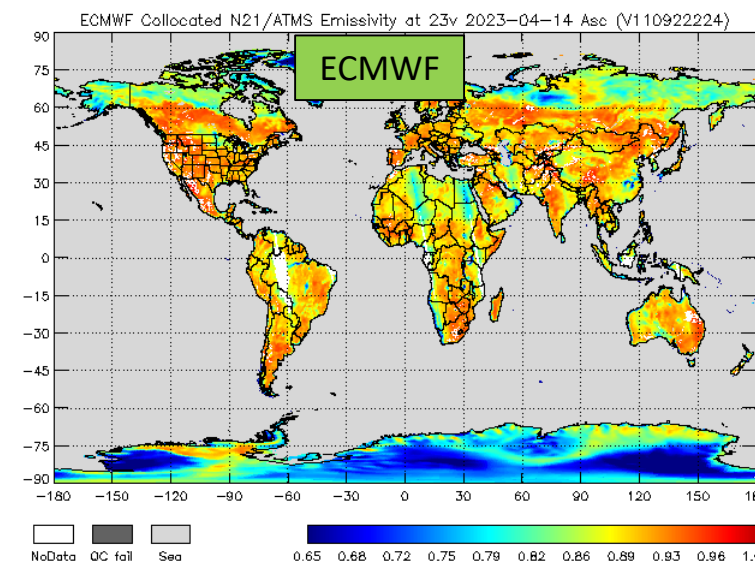 ECMWF Collocated N21/ATMS Emissivity at 23v 2023-04-14 Asc (V110922224)
ECMWF
90
75
60
45
30
15
0
-15
-30
-45
-60
-75
-90
-180 -150 -120 -90 -60 -30 0 30 60 90 120 150
NoData QC fail Sea
0.65 0.68 0.72 0.75 0.79 0.82 0.86 0.89 0.93 0.96